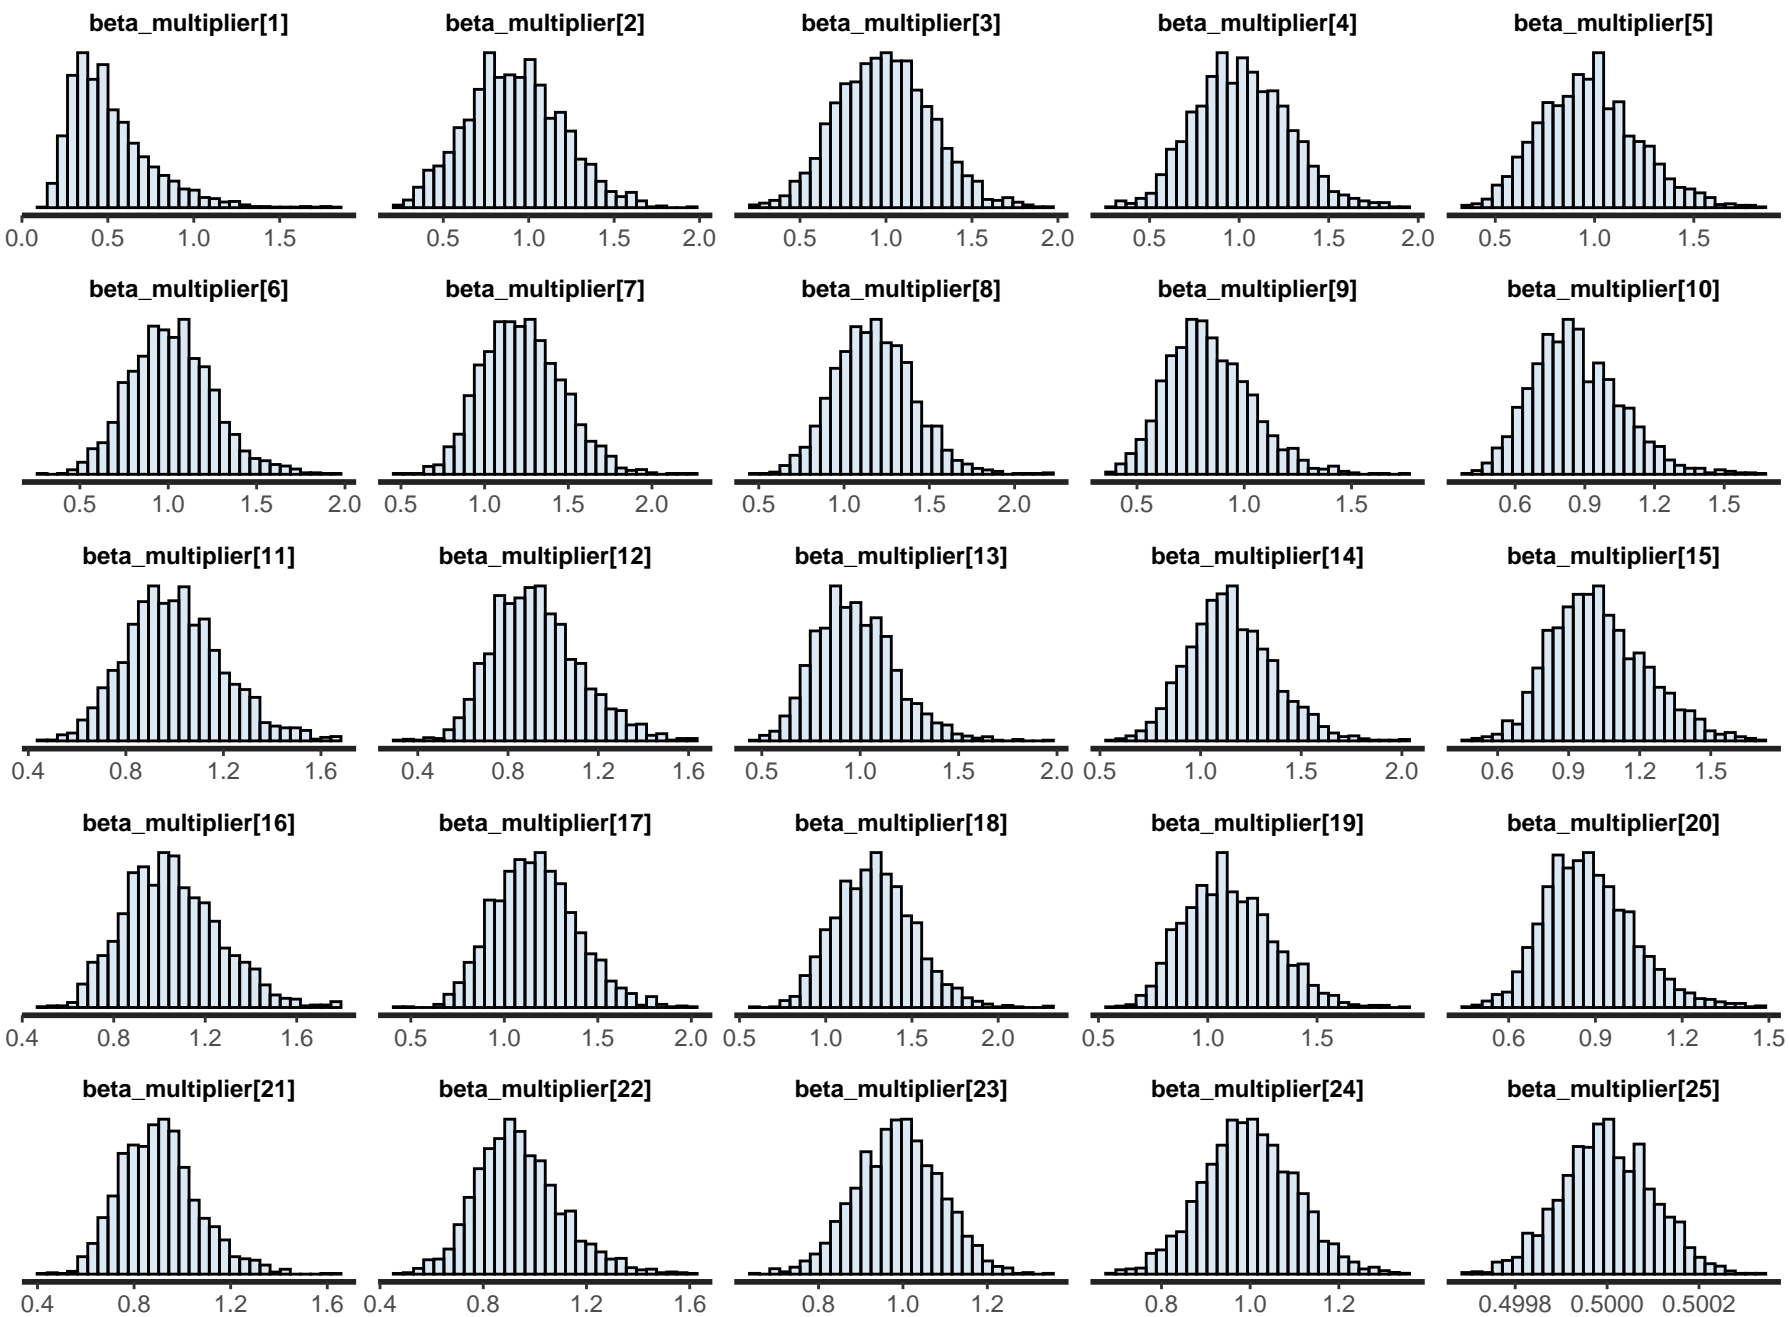 beta_multiplier[1] beta_multiplier[2] beta_multiplier[3] beta_multiplier[4] beta_multiplier[5]
0.0 0.5 1.0 1.5 0.5 1.0 1.5 2.0 0.5 1.0 1.5 2.0 0.5 1.0 1.5 2.0 0.5 1.0 1.5
beta_multiplier[6] beta_multiplier[7] beta_multiplier[8] beta_multiplier[9] beta_multiplier[10]
0.5 1.0 1.5 2.0 0.5 1.0 1.5 2.0 0.5 1.0 1.5 2.0 0.5 1.0 1.5 0.6 0.9 1.2 1.5
beta_multiplier[11] beta_multiplier[12] beta_multiplier[13] beta_multiplier[14] beta_multiplier[15]
0.4 0.8 1.2 1.6 0.4 0.8 1.2 1.6 0.5 1.0 1.5 2.0 0.5 1.0 1.5 2.0 0.6 0.9 1.2 1.5
beta_multiplier[16] beta_multiplier[17] beta_multiplier[18] beta_multiplier[19] beta_multiplier[20]
0.4 0.8 1.2 1.6 0.5 1.0 1.5 2.0 0.5 1.0 1.5 2.0 0.5 1.0 1.5 0.6 0.9 1.2 1.5
beta_multiplier[21] beta_multiplier[22] beta_multiplier[23] beta_multiplier[24] beta_multiplier[25]
0.4 0.8 1.2 1.6 0.4 0.8 1.2 1.6 0.8 1.0 1.2 0.8 1.0 1.2 0.4998 0.5000 0.5002